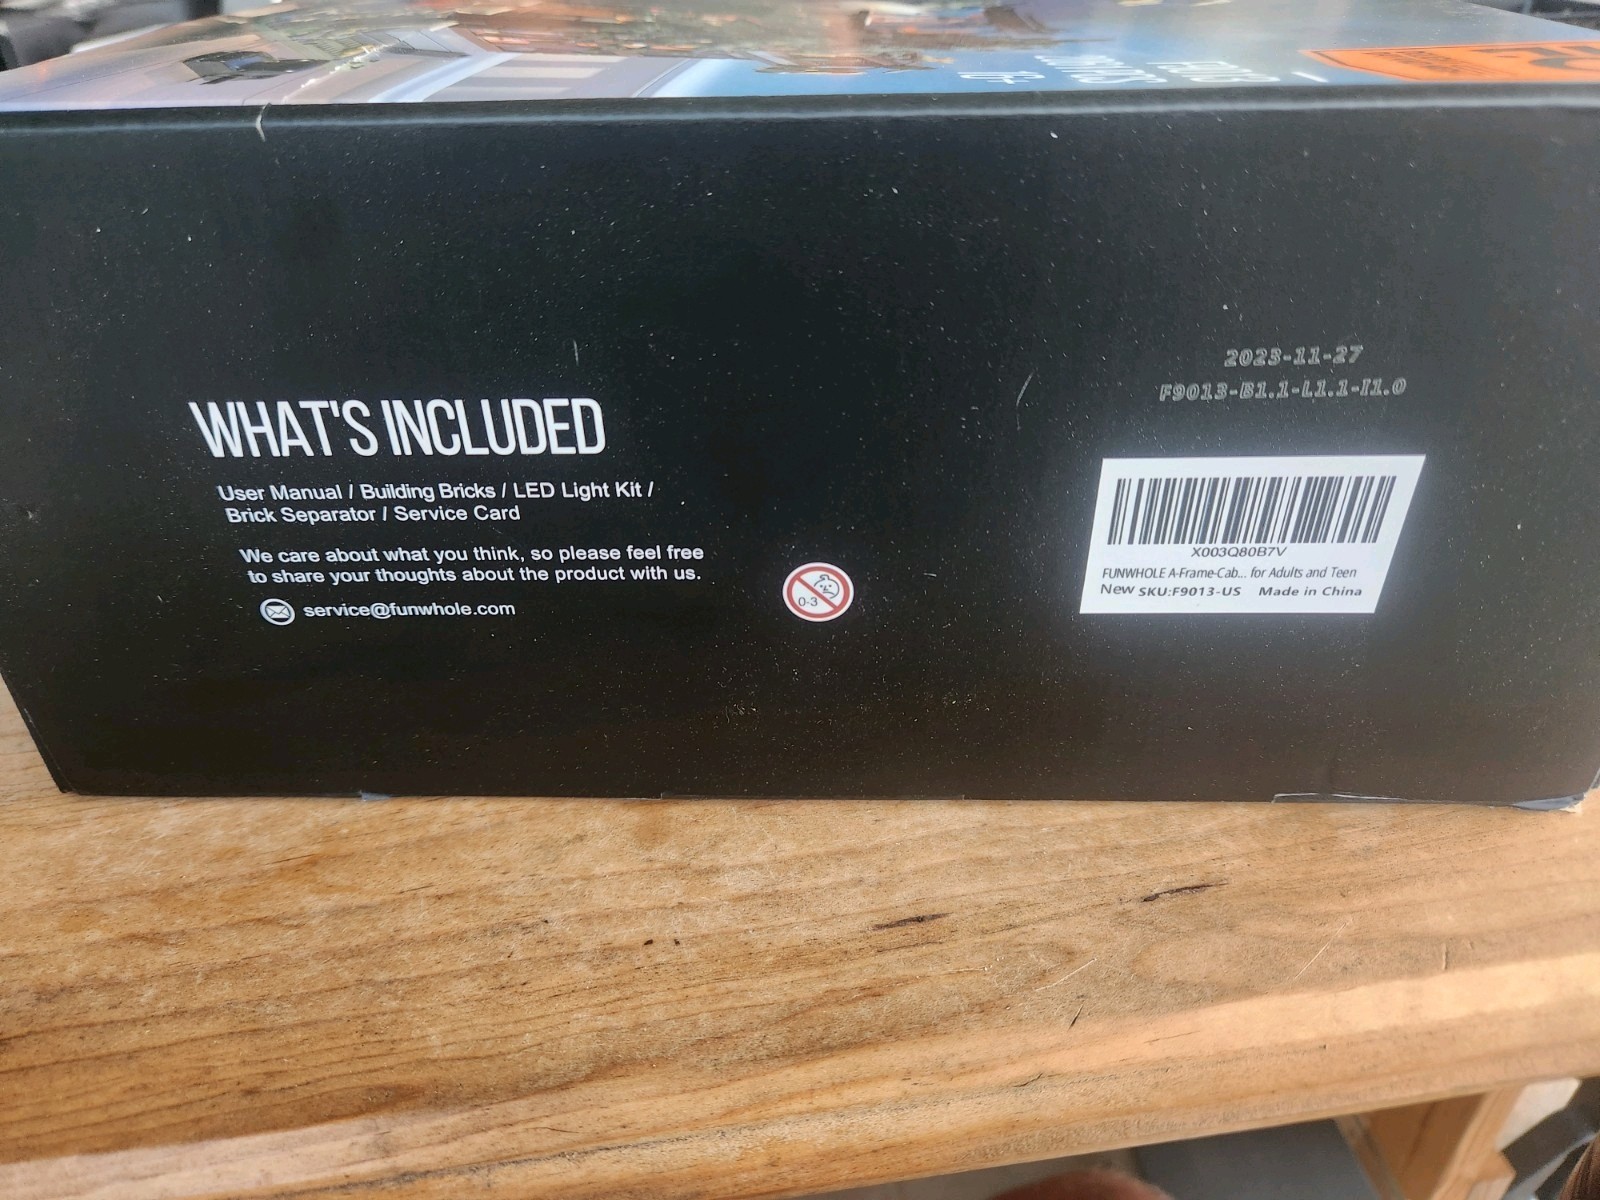 WHAT'S INCLUDED
User Manual / Building Bricks / LED Light Kit /
Brick Separator / Service Card
We care about what you think, so please feel free
to share your thoughts about the product with us.
service@funwhole.com
0-3
2023-11-27
F9013-B1.1-L1.1-I1.0
X003Q80B7V
FUNWHOLE A-Frame-Cab... for Adults and Teen
New SKU:F9013-US Made in China